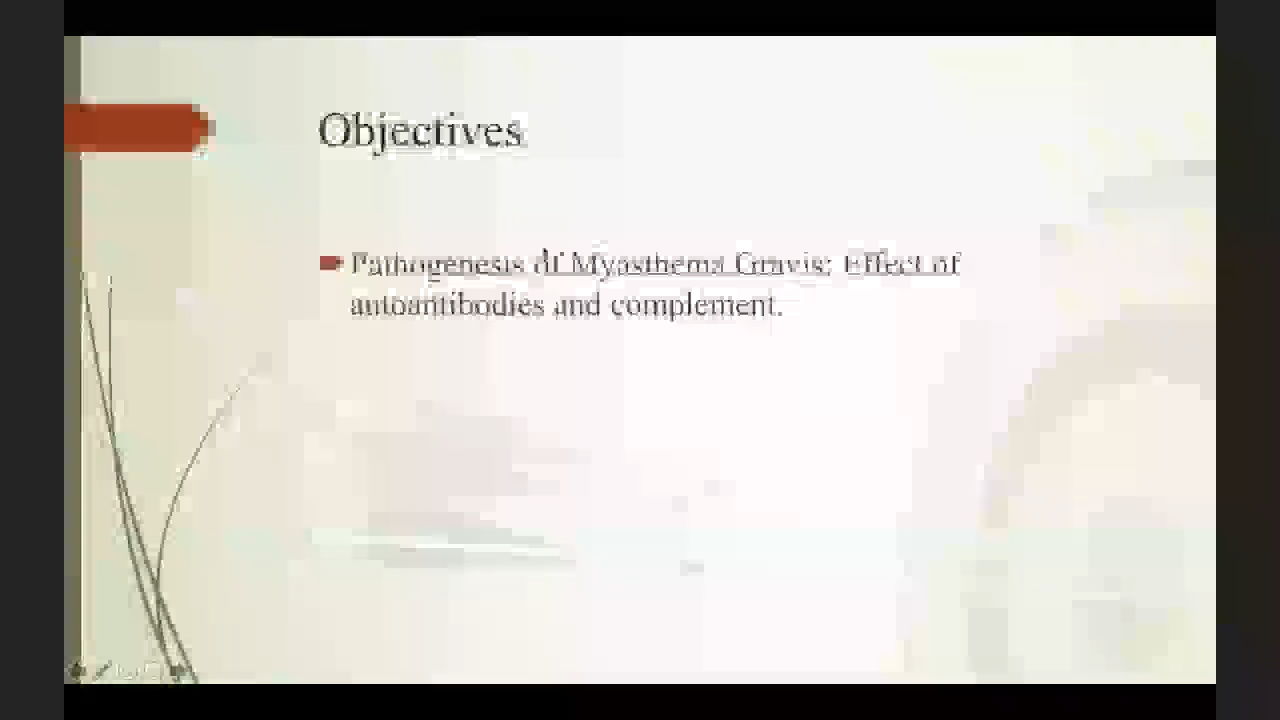 Objectives
Pathogenesis of Myasthenia Gravis: Effect of
autoantibodies and complement.